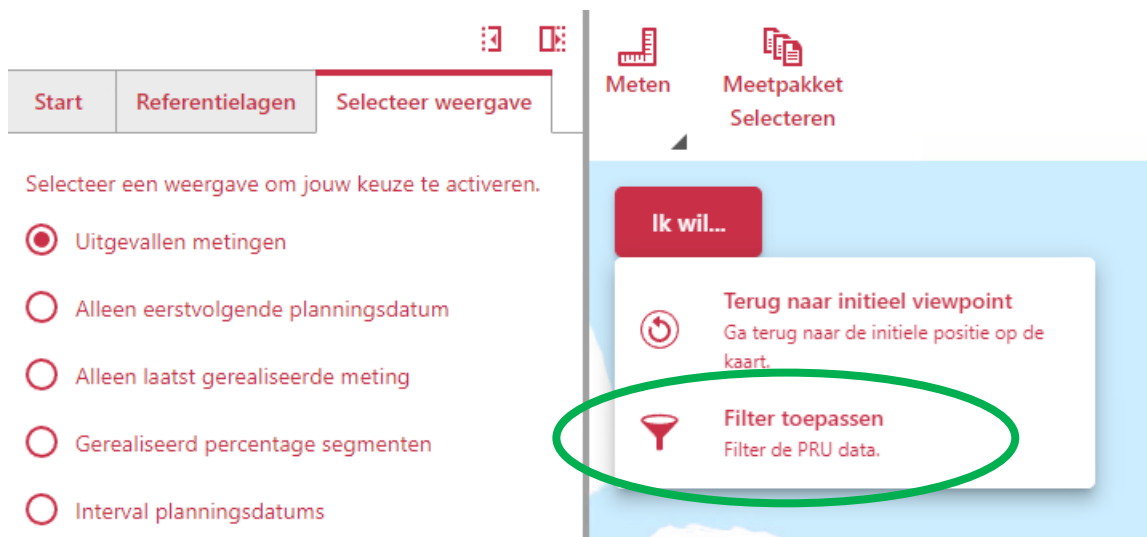 Start
Referentielagen
Selecteer weergave
Selecteer een weergave om jouw keuze te activeren.
Uitgevallen metingen
Alleen eerstvolgende planningsdatum
Alleen laatst gerealiseerde meting
Gerealiseerd percentage segmenten
Interval planningsdatums
Meten
Meetpakket
Selecteren
Ik wil...
Terug naar initieel viewpoint
Ga terug naar de initiele positie op de
kaart.
Filter toepassen
Filter de PRU data.